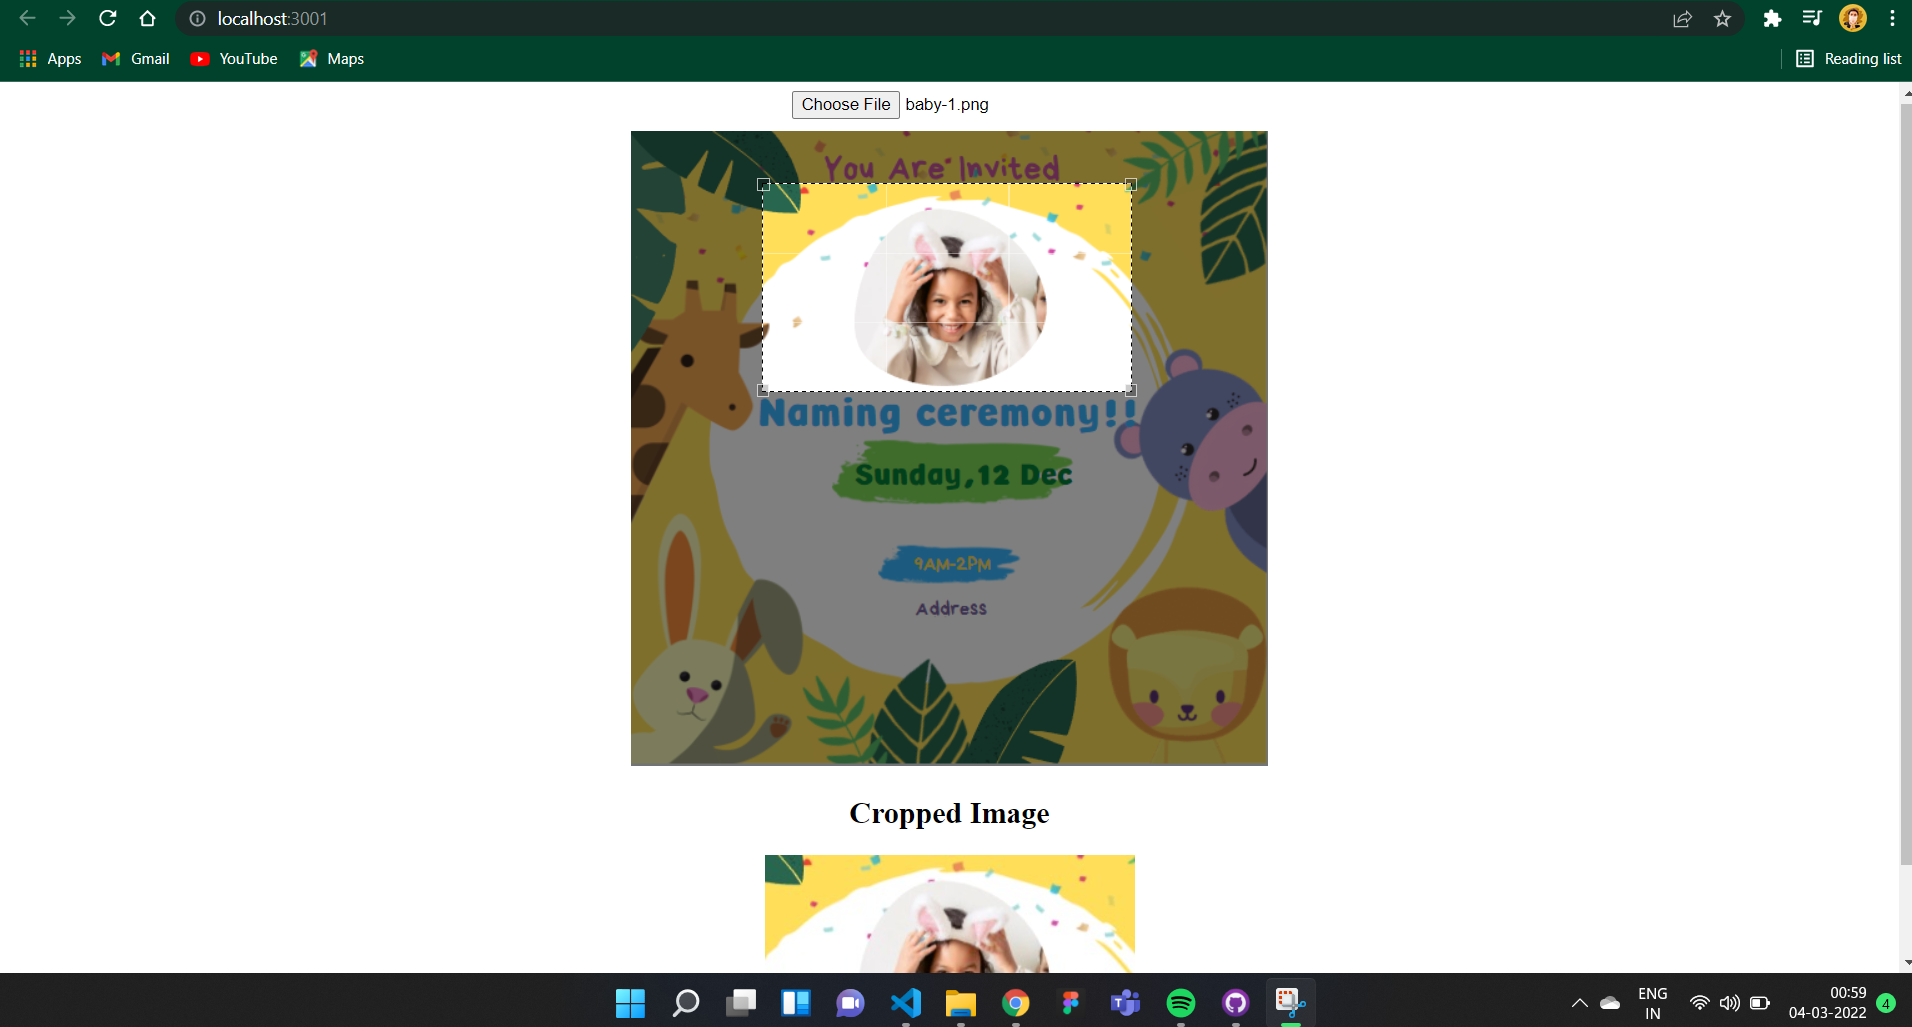 localhost:3001
Apps Gmail YouTube Maps Reading list
Choose File baby-1.png
You Are Invited
Naming ceremony!!
Sunday,12 Dec
9AM-2PM
Address
Cropped Image
ENG 00:59
IN 04-03-2022 4